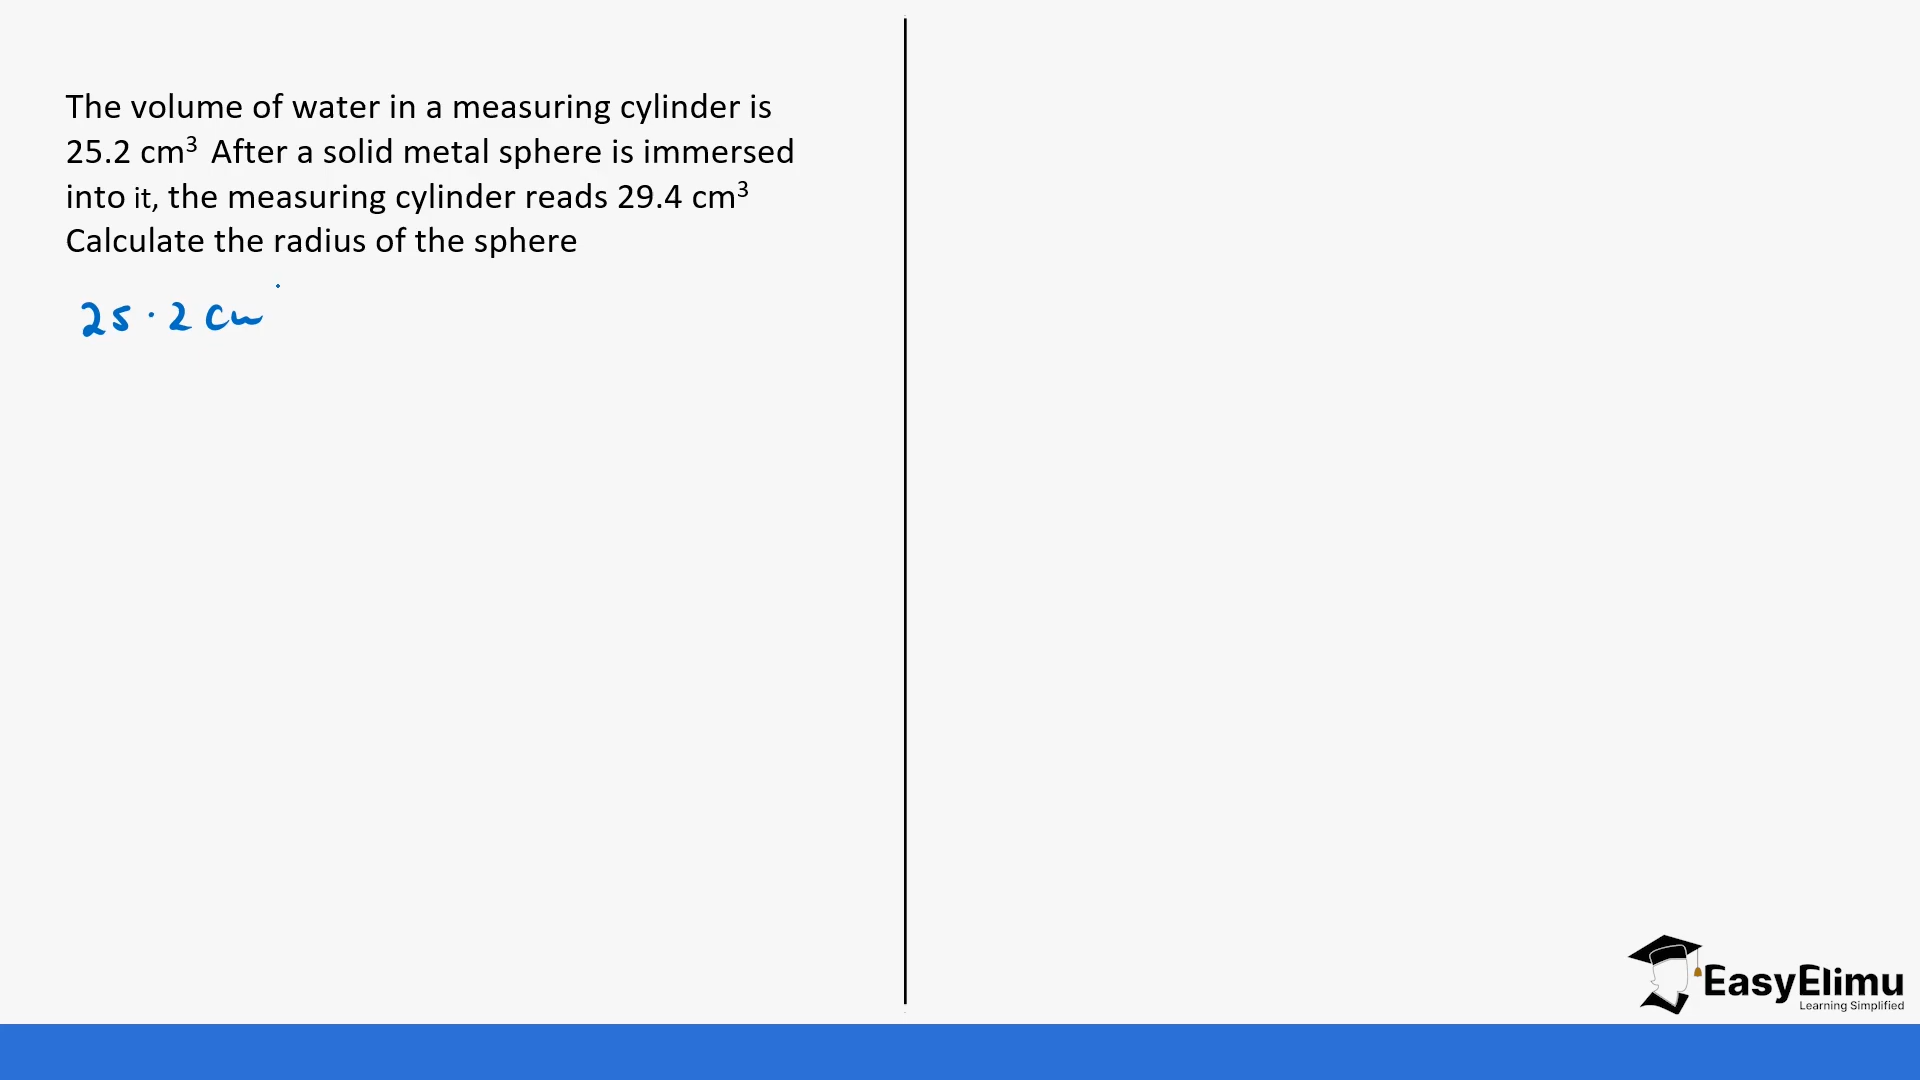 The volume of water in a measuring cylinder is
25.2 cm³ After a solid metal sphere is immersed
into it, the measuring cylinder reads 29.4 cm³
Calculate the radius of the sphere
25.2 cm
EasyElimu
Learning Simplified